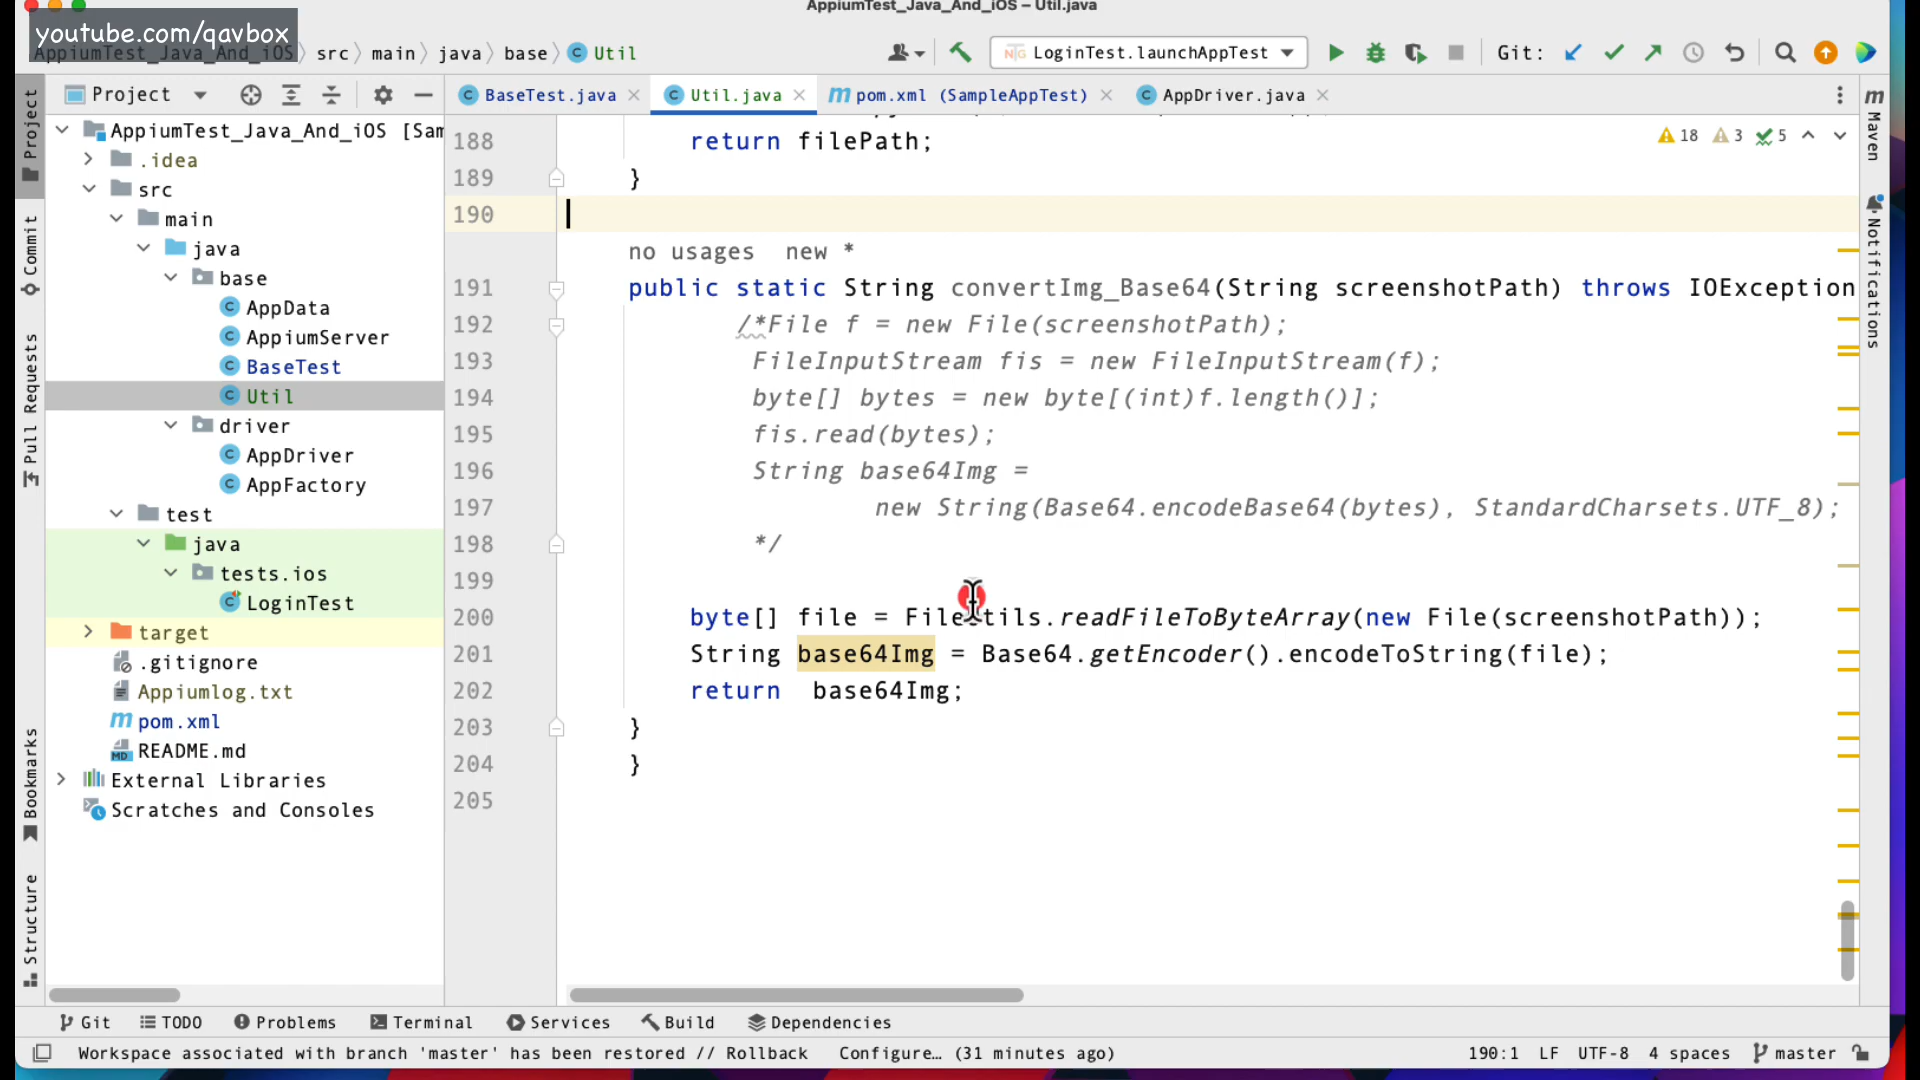 AppiumTest_Java_And_iOS – Util.java
youtube.com/qavbox
AppiumTest_Java_And_iOS src main java base Util
LoginTest.launchAppTest Git:
Project
BaseTest.java Util.java pom.xml (SampleAppTest) AppDriver.java
AppiumTest_Java_And_iOS [Sam
.idea
src
main
java
base
AppData
AppiumServer
BaseTest
Util
driver
AppDriver
AppFactory
test
java
tests.ios
LoginTest
target
.gitignore
Appiumlog.txt
pom.xml
README.md
External Libraries
Scratches and Consoles
Project
Commit
Pull Requests
Bookmarks
Structure
18 3 5
188 return filePath;
189 }
190
no usages new *
191 public static String convertImg_Base64(String screenshotPath) throws IOException
192 /*File f = new File(screenshotPath);
193 FileInputStream fis = new FileInputStream(f);
194 byte[] bytes = new byte[(int)f.length()];
195 fis.read(bytes);
196 String base64Img =
197 new String(Base64.encodeBase64(bytes), StandardCharsets.UTF_8);
198 */
199
200 byte[] file = FileUtils.readFileToByteArray(new File(screenshotPath));
201 String base64Img = Base64.getEncoder().encodeToString(file);
202 return base64Img;
203 }
204 }
205
Maven
Notifications
Git TODO Problems Terminal Services Build Dependencies
Workspace associated with branch 'master' has been restored // Rollback Configure… (31 minutes ago) 190:1 LF UTF-8 4 spaces master